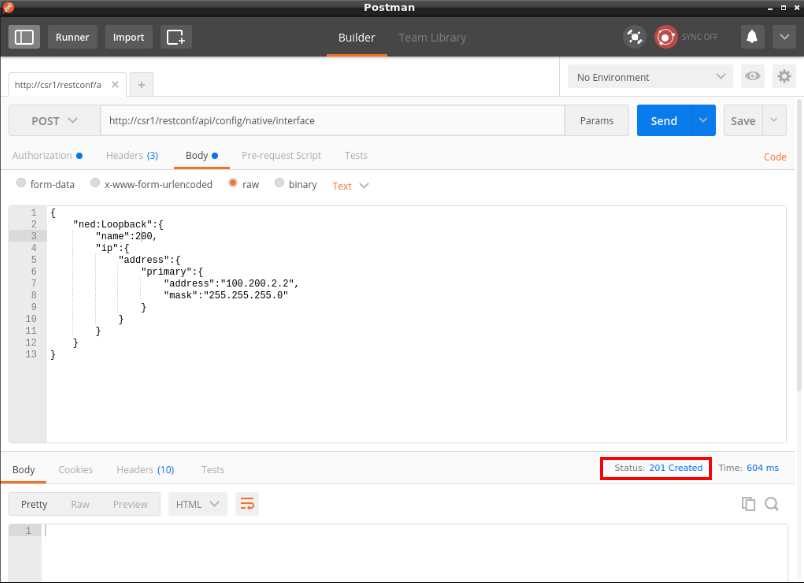 Postman
Runner Import Builder Team Library SYNC OFF
http://csr1/restconf/a No Environment
POST http://csr1/restconf/api/config/native/interface Params Send Save
Authorization Headers (3) Body Pre-request Script Tests Code
form-data x-www-form-urlencoded raw binary Text
1 {
2 "ned:Loopback":{
3 "name":200,
4 "ip":{
5 "address":{
6 "primary":{
7 "address":"100.200.2.2",
8 "mask":"255.255.255.0"
9 }
10 }
11 }
12 }
13 }
Body Cookies Headers (10) Tests Status: 201 Created Time: 604 ms
Pretty Raw Preview HTML
1